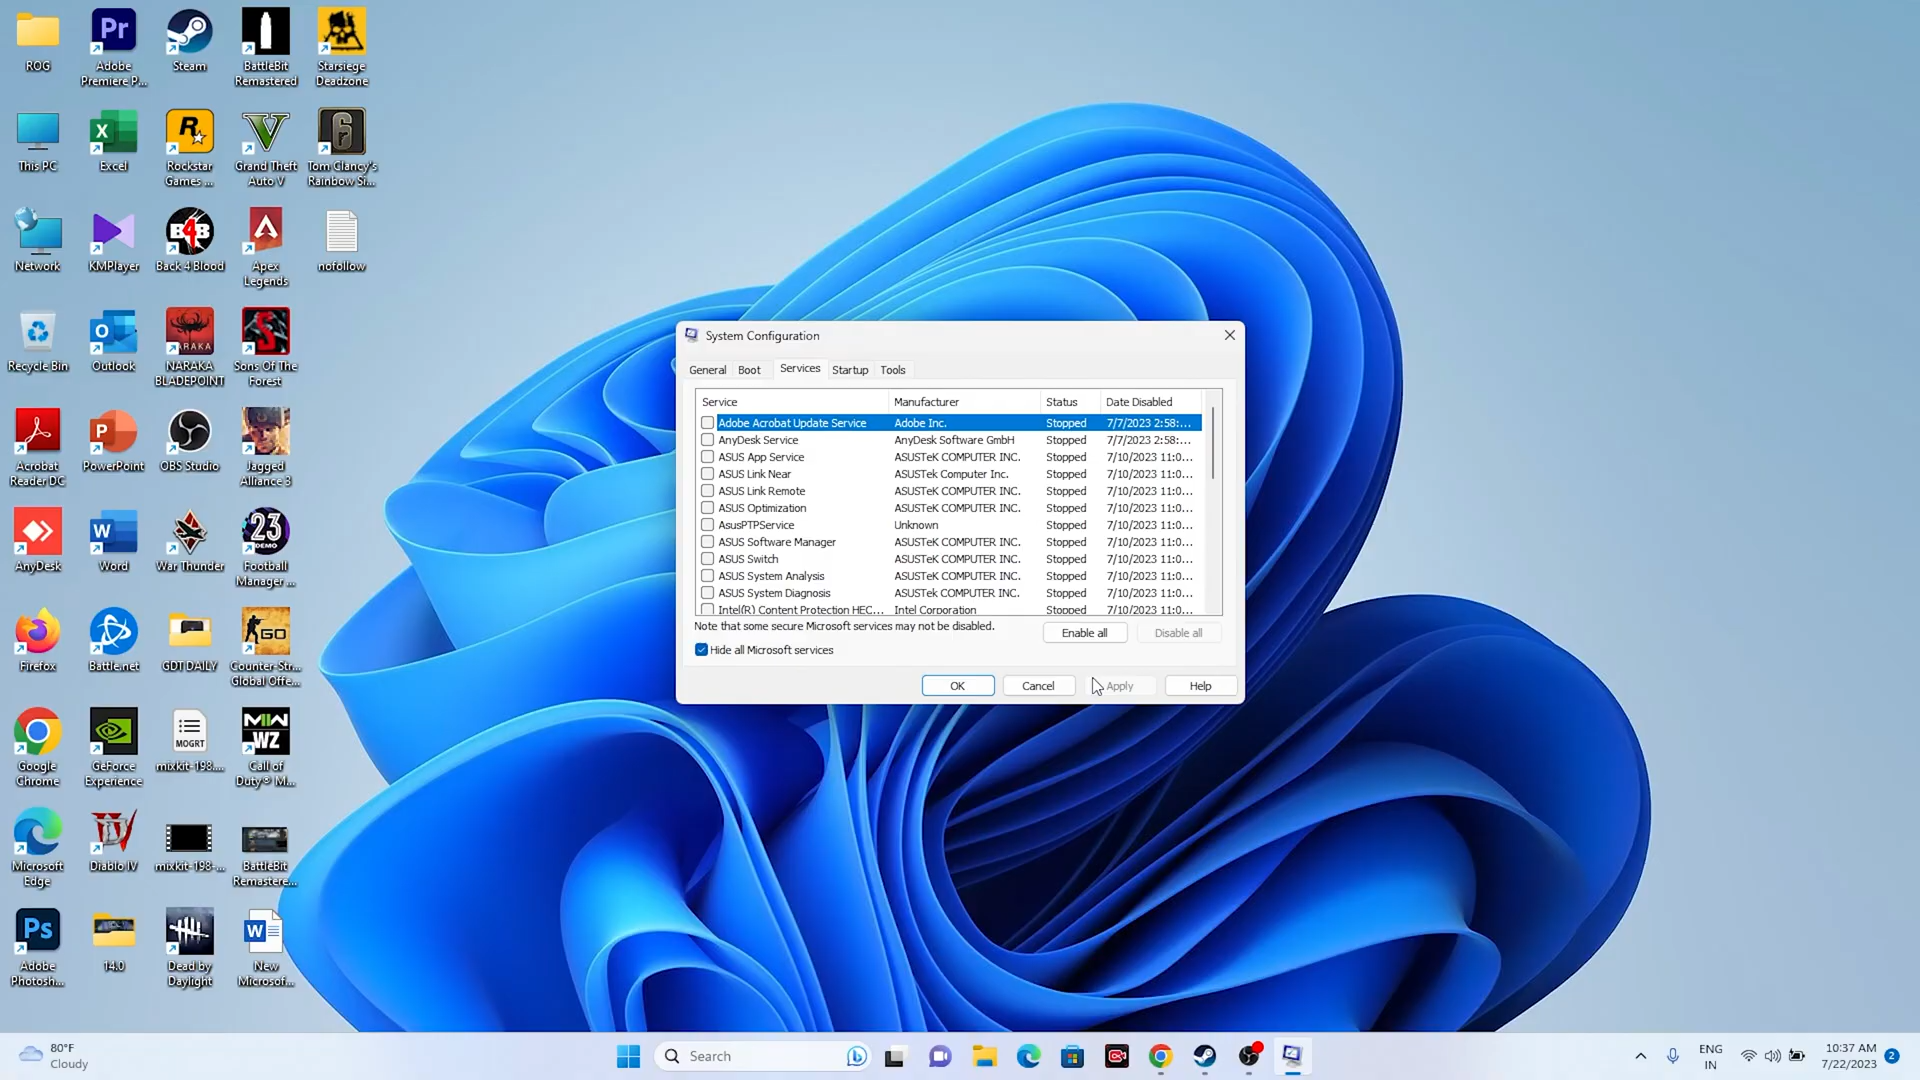 ROG
Adobe
Premiere P...
Steam
BattleBit
Remastered
Starsiege
Deadzone
This PC
Excel
Rockstar
Games ...
Grand Theft
Auto V
Tom Clancy's
Rainbow Si...
Network
KMPlayer
Back 4 Blood
Apex
Legends
nofollow
Recycle Bin
Outlook
NARAKA
BLADEPOINT
Sons Of The
Forest
Acrobat
Reader DC
PowerPoint
OBS Studio
Jagged
Alliance 3
AnyDesk
Word
War Thunder
Football
Manager ...
Firefox
Battle.net
GDT DAILY
Counter-Str...
Global Offe...
Google
Chrome
GeForce
Experience
MOGRT
mixkit-198....
Call of
Duty® M...
Microsoft
Edge
Diablo IV
mixkit-198-...
BattleBit
Remastere...
Adobe
Photosh...
14.0
Dead by
Daylight
New
Microsof...
System Configuration
General Boot Services Startup Tools
Service Manufacturer Status Date Disabled
Adobe Acrobat Update Service Adobe Inc. Stopped 7/7/2023 2:58:...
AnyDesk Service AnyDesk Software GmbH Stopped 7/7/2023 2:58:...
ASUS App Service ASUSTeK COMPUTER INC. Stopped 7/10/2023 11:0...
ASUS Link Near ASUSTeK Computer Inc. Stopped 7/10/2023 11:0...
ASUS Link Remote ASUSTeK COMPUTER INC. Stopped 7/10/2023 11:0...
ASUS Optimization ASUSTeK COMPUTER INC. Stopped 7/10/2023 11:0...
AsusPTPService Unknown Stopped 7/10/2023 11:0...
ASUS Software Manager ASUSTeK COMPUTER INC. Stopped 7/10/2023 11:0...
ASUS Switch ASUSTeK COMPUTER INC. Stopped 7/10/2023 11:0...
ASUS System Analysis ASUSTeK COMPUTER INC. Stopped 7/10/2023 11:0...
ASUS System Diagnosis ASUSTeK COMPUTER INC. Stopped 7/10/2023 11:0...
Intel(R) Content Protection HEC... Intel Corporation Stopped 7/10/2023 11:0...
Note that some secure Microsoft services may not be disabled.
Enable all Disable all
Hide all Microsoft services
OK Cancel Apply Help
80°F
Cloudy
Search
ENG
IN
10:37 AM
7/22/2023
2